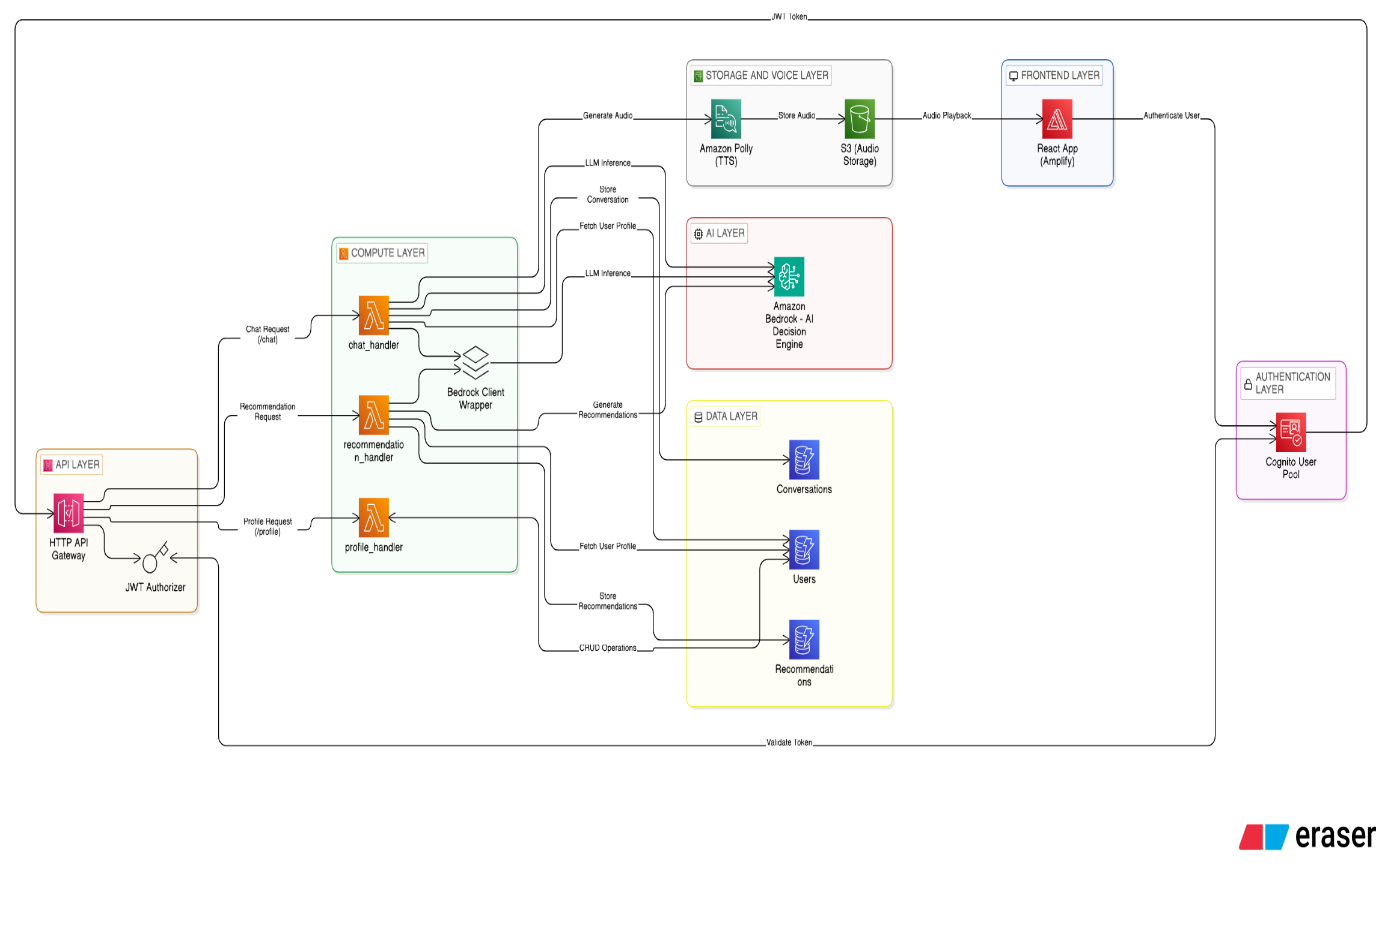 JWT Token
STORAGE AND VOICE LAYER
Amazon Polly
(TTS)
S3 (Audio
Storage)
Generate Audio
Store Audio
Audio Playback
FRONTEND LAYER
React App
(Amplify)
Authenticate User
LLM Inference
Store
Conversation
Fetch User Profile
LLM Inference
AI LAYER
Amazon
Bedrock - AI
Decision
Engine
COMPUTE LAYER
chat_handler
Bedrock Client
Wrapper
recommendatio
n_handler
profile_handler
Chat Request
(/chat)
Recommendation
Request
Profile Request
(/profile)
Generate
Recommendations
DATA LAYER
Conversations
Users
Recommendati
ons
Fetch User Profile
Store
Recommendations
CRUD Operations
AUTHENTICATION
LAYER
Cognito User
Pool
API LAYER
HTTP API
Gateway
JWT Authorizer
Validate Token
eraser